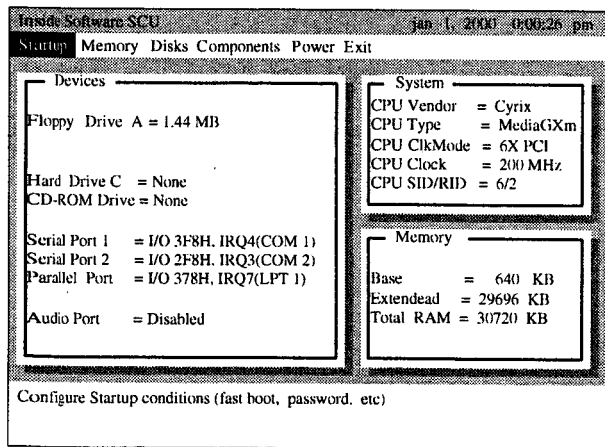 Inside Software SCU jan 1, 2000 0:00:26 pm
Startup Memory Disks Components Power Exit
Devices
Floppy Drive A = 1.44 MB
Hard Drive C = None
CD-ROM Drive = None
Serial Port 1 = I/O 3F8H, IRQ4(COM 1)
Serial Port 2 = I/O 2F8H, IRQ3(COM 2)
Parallel Port = I/O 378H, IRQ7(LPT 1)
Audio Port = Disabled
System
CPU Vendor = Cyrix
CPU Type = MediaGXm
CPU ClkMode = 6X PCI
CPU Clock = 200 MHz
CPU SID/RID = 6/2
Memory
Base = 640 KB
Extendead = 29696 KB
Total RAM = 30720 KB
Configure Startup conditions (fast boot, password. etc)